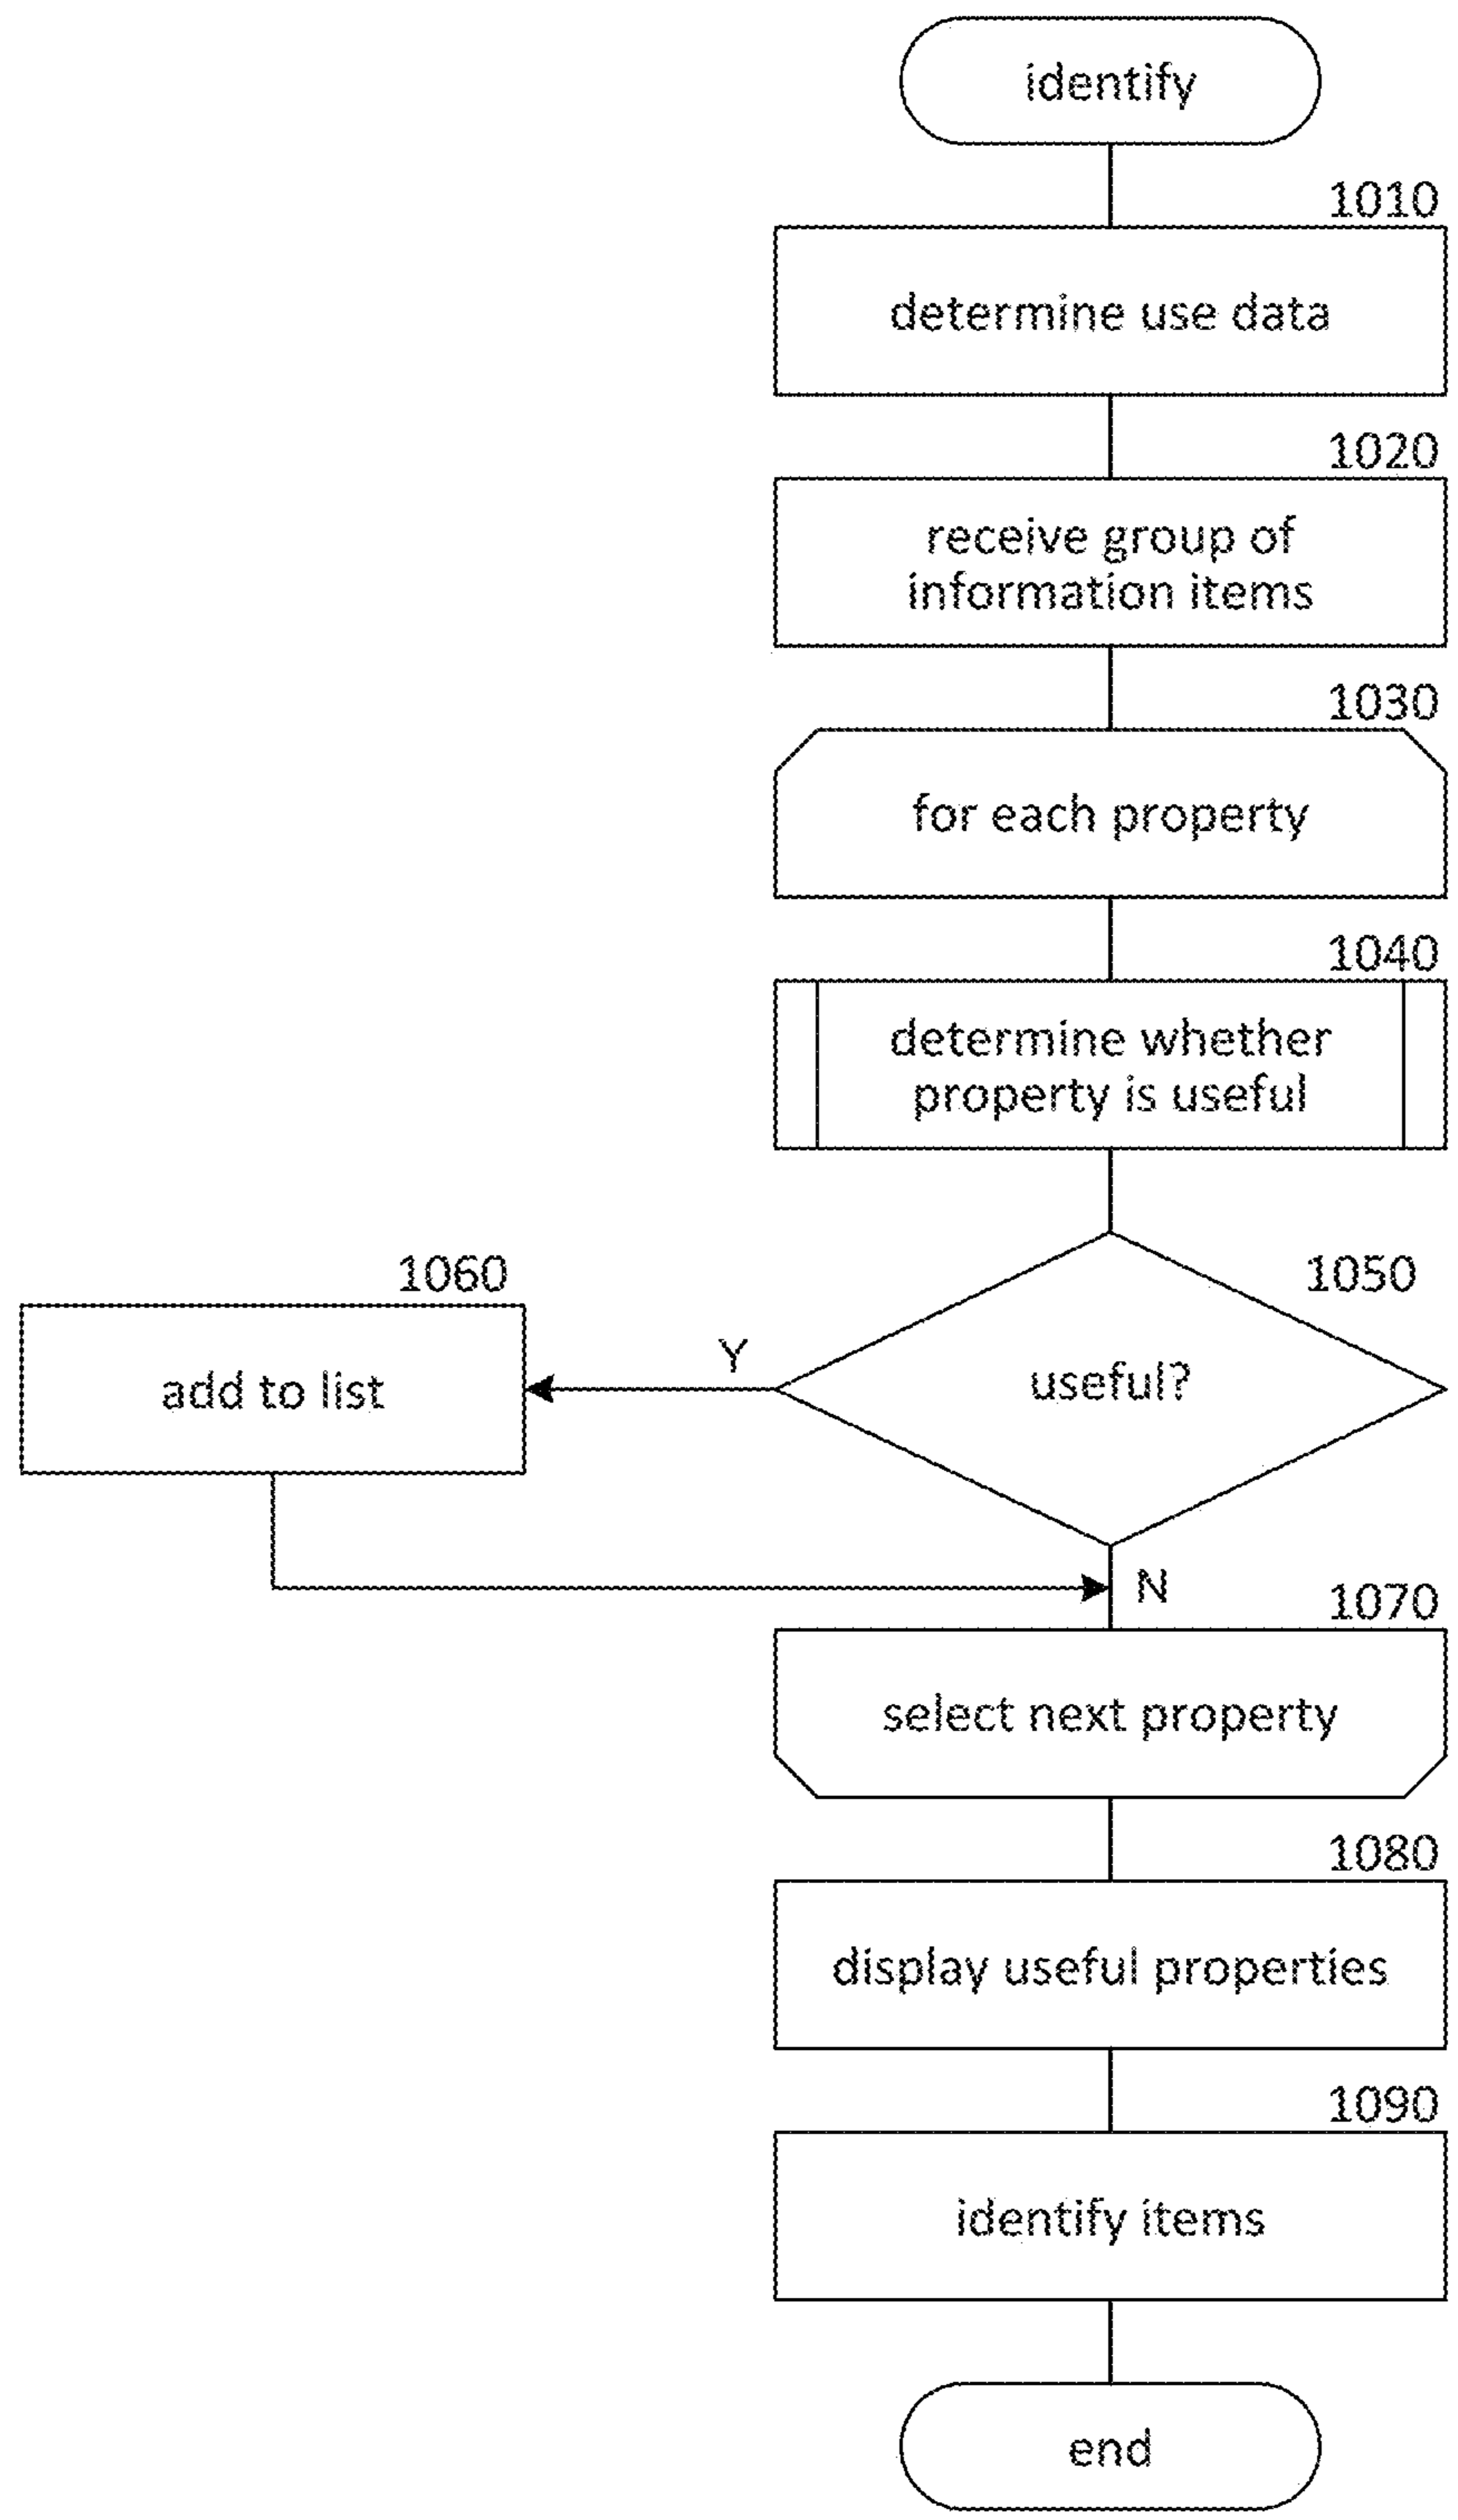 identify
1010
determine use data
1020
receive group of
information items
1030
for each property
1040
determine whether
property is useful
1050
useful?
Y
1060
add to list
N
1070
select next property
1080
display useful properties
1090
identify items
end